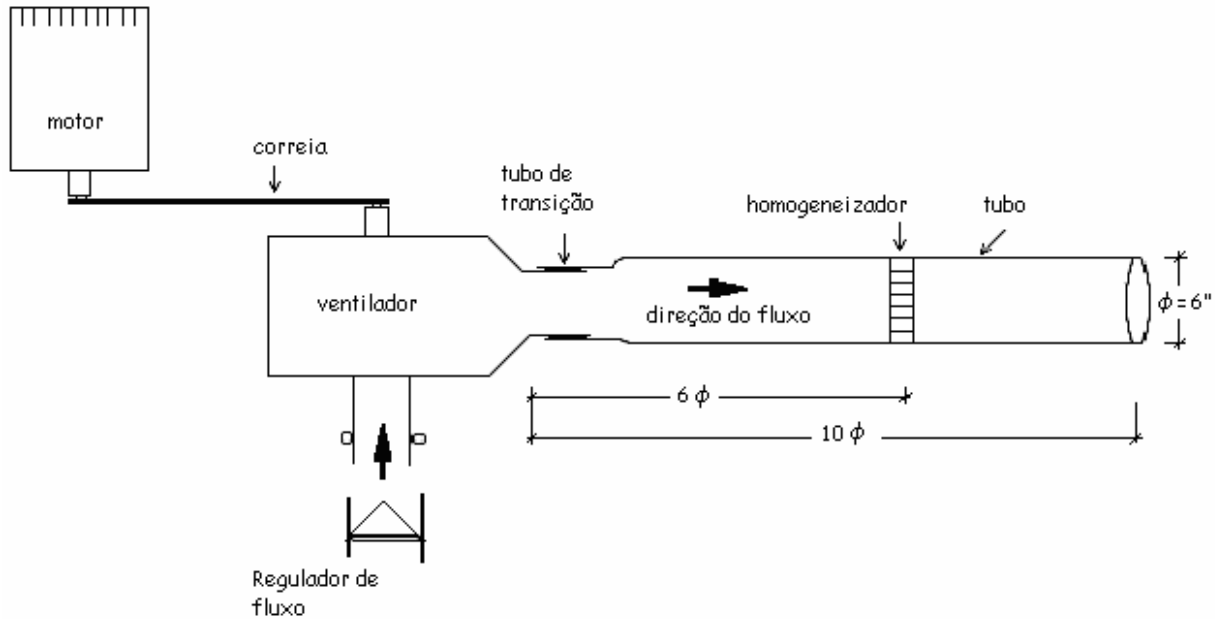 motor
correia
tubo de
transição
homogeneizador
tubo
ventilador
direção do fluxo
ϕ = 6"
6 ϕ
10 ϕ
Regulador de
fluxo